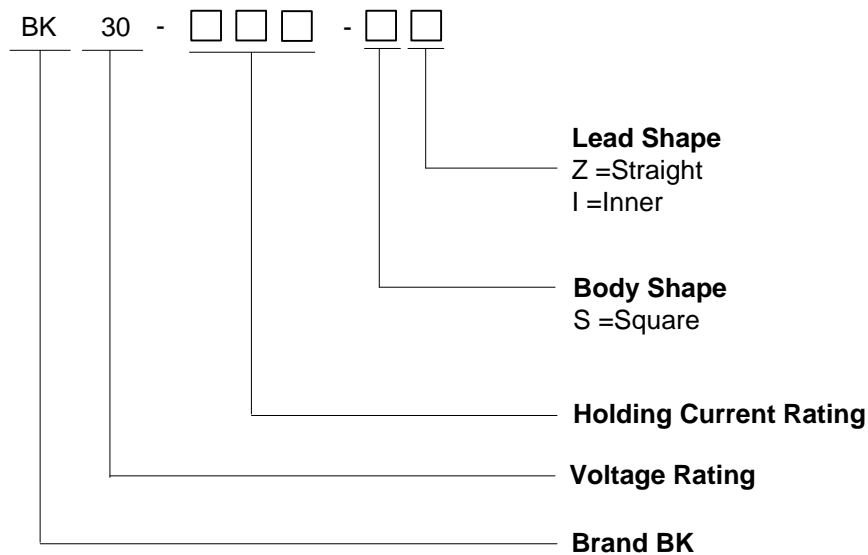 BK 30 - □ □ □ - □ □
Lead Shape
Z =Straight
I =Inner
Body Shape
S =Square
Holding Current Rating
Voltage Rating
Brand BK